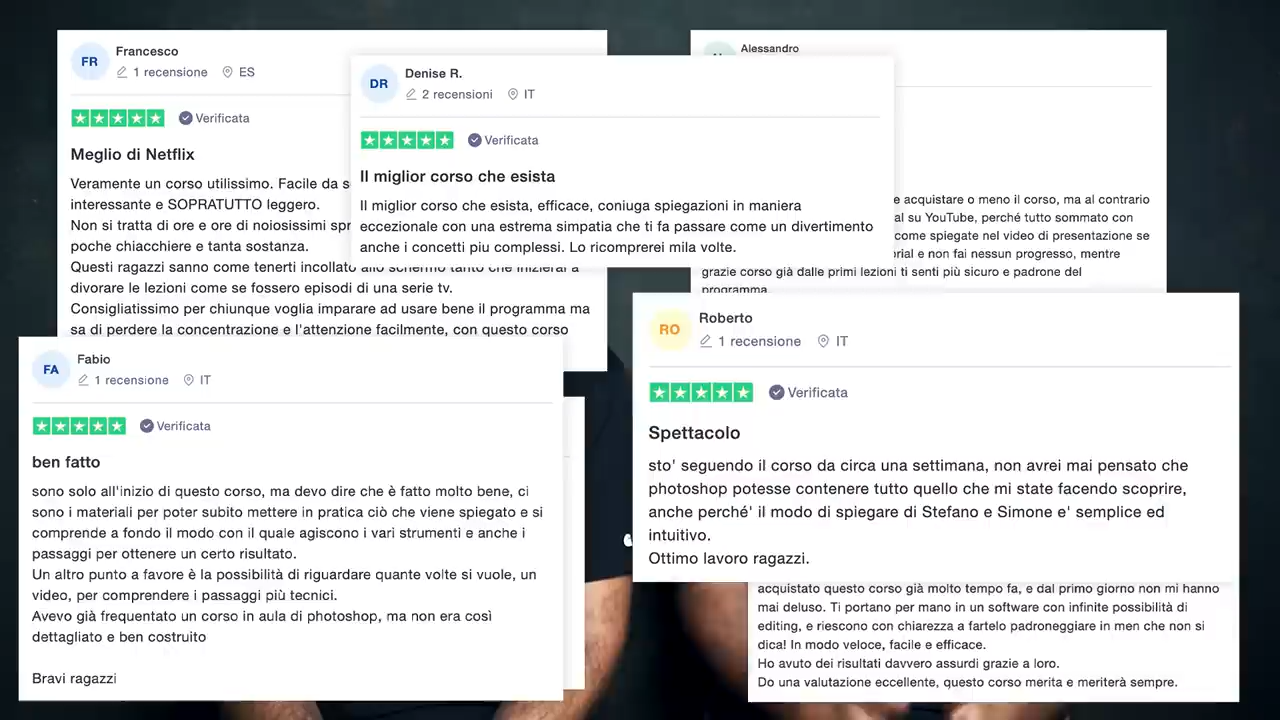 FR
Francesco
1 recensione ES
Verificata
Meglio di Netflix
Veramente un corso utilissimo. Facile da
interessante e SOPRATUTTO leggero.
Non si tratta di ore e ore di noiosissimi
poche chiacchiere e tanta sostanza.
Questi ragazzi sanno come tenerti incollato allo schermo tanto che inizierai a
divorare le lezioni come se fossero episodi di una serie tv.
Consigliatissimo per chiunque voglia imparare ad usare bene il programma ma
sa di perdere la concentrazione e l'attenzione facilmente, con questo corso
DR
Denise R.
2 recensioni IT
Verificata
Il miglior corso che esista
Il miglior corso che esista, efficace, coniuga spiegazioni in maniera
eccezionale con una estrema simpatia che ti fa passare come un divertimento
anche i concetti piu complessi. Lo ricomprerei mila volte.
Alessandro
e acquistare o meno il corso, ma al contrario
su YouTube, perché tutto sommato con
come spiegate nel video di presentazione se
e non fai nessun progresso, mentre
grazie corso già dalle primi lezioni ti senti più sicuro e padrone del
programma
FA
Fabio
1 recensione IT
Verificata
ben fatto
sono solo all'inizio di questo corso, ma devo dire che è fatto molto bene, ci
sono i materiali per poter subito mettere in pratica ciò che viene spiegato e si
comprende a fondo il modo con il quale agiscono i vari strumenti e anche i
passaggi per ottenere un certo risultato.
Un altro punto a favore è la possibilità di riguardare quante volte si vuole, un
video, per comprendere i passaggi più tecnici.
Avevo già frequentato un corso in aula di photoshop, ma non era così
dettagliato e ben costruito
Bravi ragazzi
RO
Roberto
1 recensione IT
Verificata
Spettacolo
sto' seguendo il corso da circa una settimana, non avrei mai pensato che
photoshop potesse contenere tutto quello che mi state facendo scoprire,
anche perché' il modo di spiegare di Stefano e Simone e' semplice ed
intuitivo.
Ottimo lavoro ragazzi.
acquistato questo corso già molto tempo fa, e dal primo giorno non mi hanno
mai deluso. Ti portano per mano in un software con infinite possibilità di
editing, e riescono con chiarezza a fartelo padroneggiare in men che non si
dica! In modo veloce, facile e efficace.
Ho avuto dei risultati davvero assurdi grazie a loro.
Do una valutazione eccellente, questo corso merita e meriterà sempre.